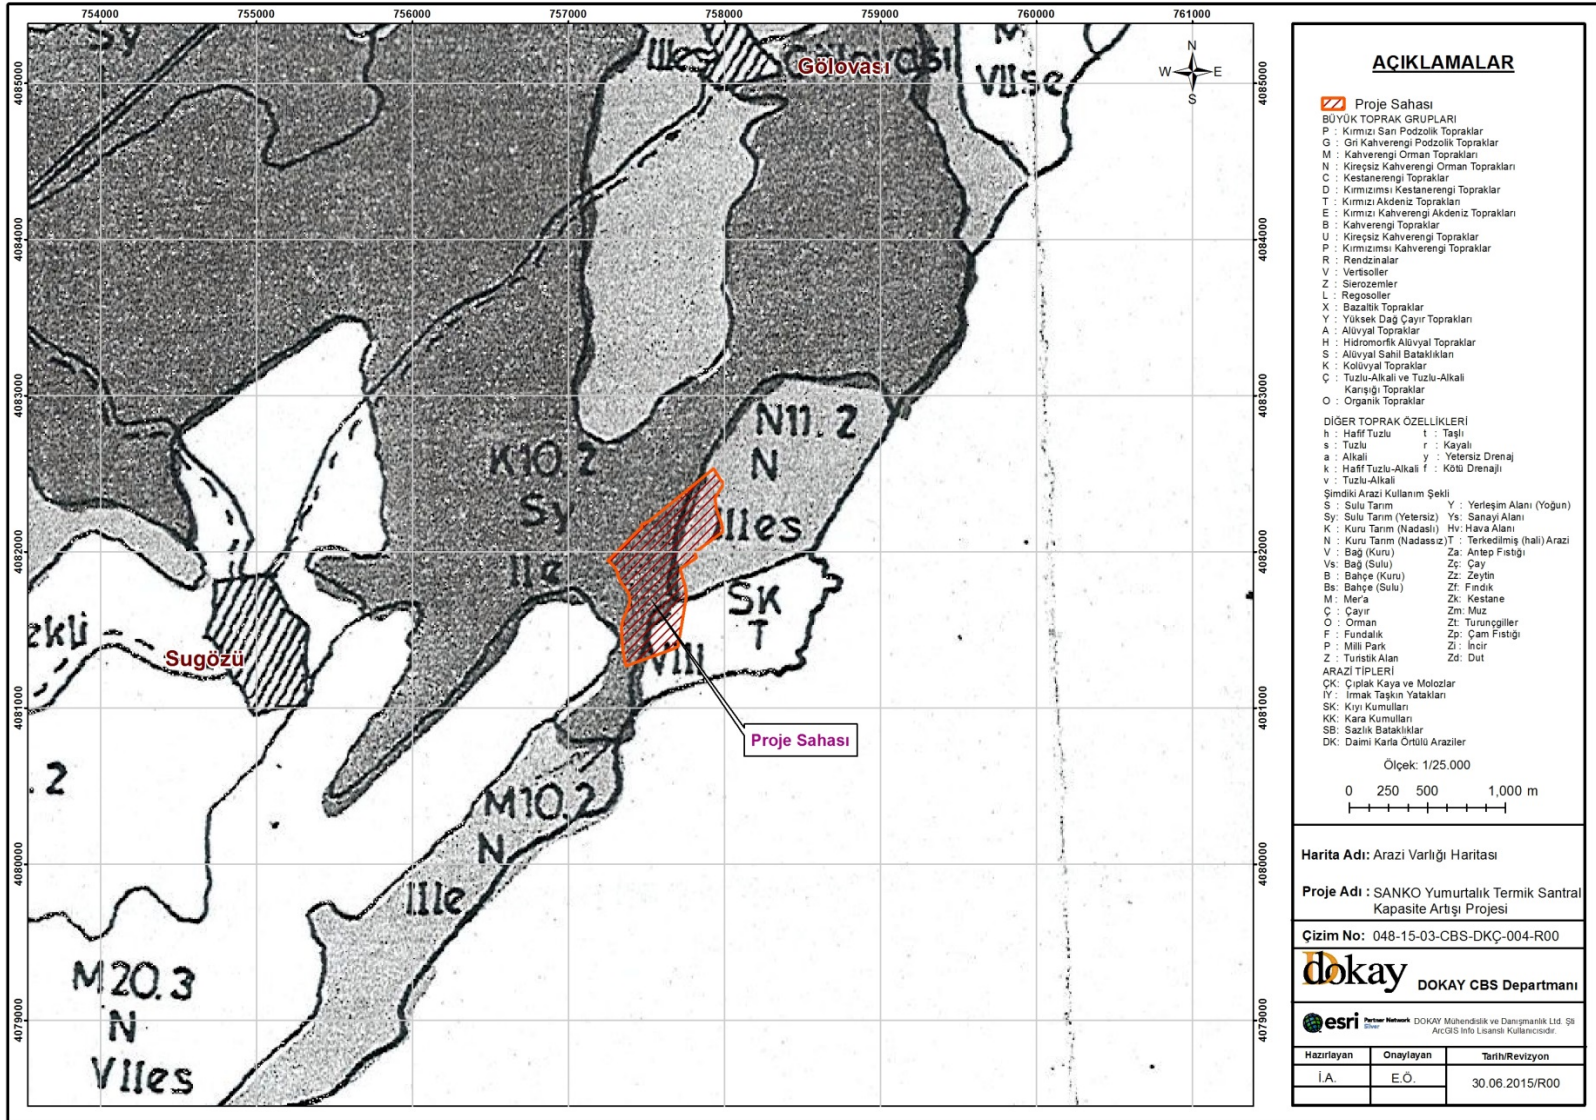 754000 755000 756000 757000 758000 759000 760000 761000
4085000
4084000
4083000
4082000
4081000
4080000
4079000
4085000
4084000
4083000
4082000
4081000
4080000
4079000
N
W E
S
Sy
IIIes
Gölovası
Gölovası
M
VIIse
N11.2
N
IIes
K10.2
Sy
IIe
SK
T
VIII
ekli
Sugözü
Proje Sahası
.2
M10.2
N
IIIe
M20.3
N
VIIes
AÇIKLAMALAR
Proje Sahası
BÜYÜK TOPRAK GRUPLARI
P : Kırmızı Sarı Podzolik Topraklar
G : Gri Kahverengi Podzolik Topraklar
M : Kahverengi Orman Toprakları
N : Kireçsiz Kahverengi Orman Toprakları
C : Kestanerengi Topraklar
D : Kırmızımsı Kestanerengi Topraklar
T : Kırmızı Akdeniz Toprakları
E : Kırmızı Kahverengi Akdeniz Toprakları
B : Kahverengi Topraklar
U : Kireçsiz Kahverengi Topraklar
P : Kırmızımsı Kahverengi Topraklar
R : Rendzinalar
V : Vertisoller
Z : Sierozemler
L : Regosoller
X : Bazaltik Topraklar
Y : Yüksek Dağ Çayır Toprakları
A : Alüvyal Topraklar
H : Hidromorfik Alüvyal Topraklar
S : Alüvyal Sahil Bataklıkları
K : Kolüvyal Topraklar
Ç : Tuzlu-Alkali ve Tuzlu-Alkali
Karışığı Topraklar
O : Organik Topraklar
DİĞER TOPRAK ÖZELLİKLERİ
h : Hafif Tuzlu t : Taşlı
s : Tuzlu r : Kayalı
a : Alkali y : Yetersiz Drenaj
k : Hafif Tuzlu-Alkali f : Kötü Drenajlı
v : Tuzlu-Alkali
Şimdiki Arazi Kullanım Şekli
S : Sulu Tarım Y : Yerleşim Alanı (Yoğun)
Sy: Sulu Tarım (Yetersiz) Ys: Sanayi Alanı
K : Kuru Tarım (Nadaslı) Hv: Hava Alanı
N : Kuru Tarım (Nadassız) T : Terkedilmiş (hali) Arazi
V : Bağ (Kuru) Za: Antep Fıstığı
Vs: Bağ (Sulu) Zç: Çay
B : Bahçe (Kuru) Zz: Zeytin
Bs: Bahçe (Sulu) Zf: Fındık
M : Mer'a Zk: Kestane
Ç : Çayır Zm: Muz
O : Orman Zt: Turunçgiller
F : Fundalık Zp: Çam Fıstığı
P : Milli Park Zi : İncir
Z : Turistik Alan Zd: Dut
ARAZİ TİPLERİ
ÇK: Çıplak Kaya ve Molozlar
IY : Irmak Taşkın Yatakları
SK: Kıyı Kumulları
KK: Kara Kumulları
SB: Sazlık Bataklıklar
DK: Daimi Karla Örtülü Araziler
Ölçek: 1/25.000
0 250 500 1,000 m
Harita Adı: Arazi Varlığı Haritası
Proje Adı : SANKO Yumurtalık Termik Santral
Kapasite Artışı Projesi
Çizim No: 048-15-03-CBS-DKÇ-004-R00
dokay DOKAY CBS Departmanı
esri Partner Network Silver DOKAY Mühendislik ve Danışmanlık Ltd. Şti
ArcGIS Info Lisanslı Kullanıcısıdır.
Hazırlayan Onaylayan Tarih/Revizyon
İ.A. E.Ö. 30.06.2015/R00